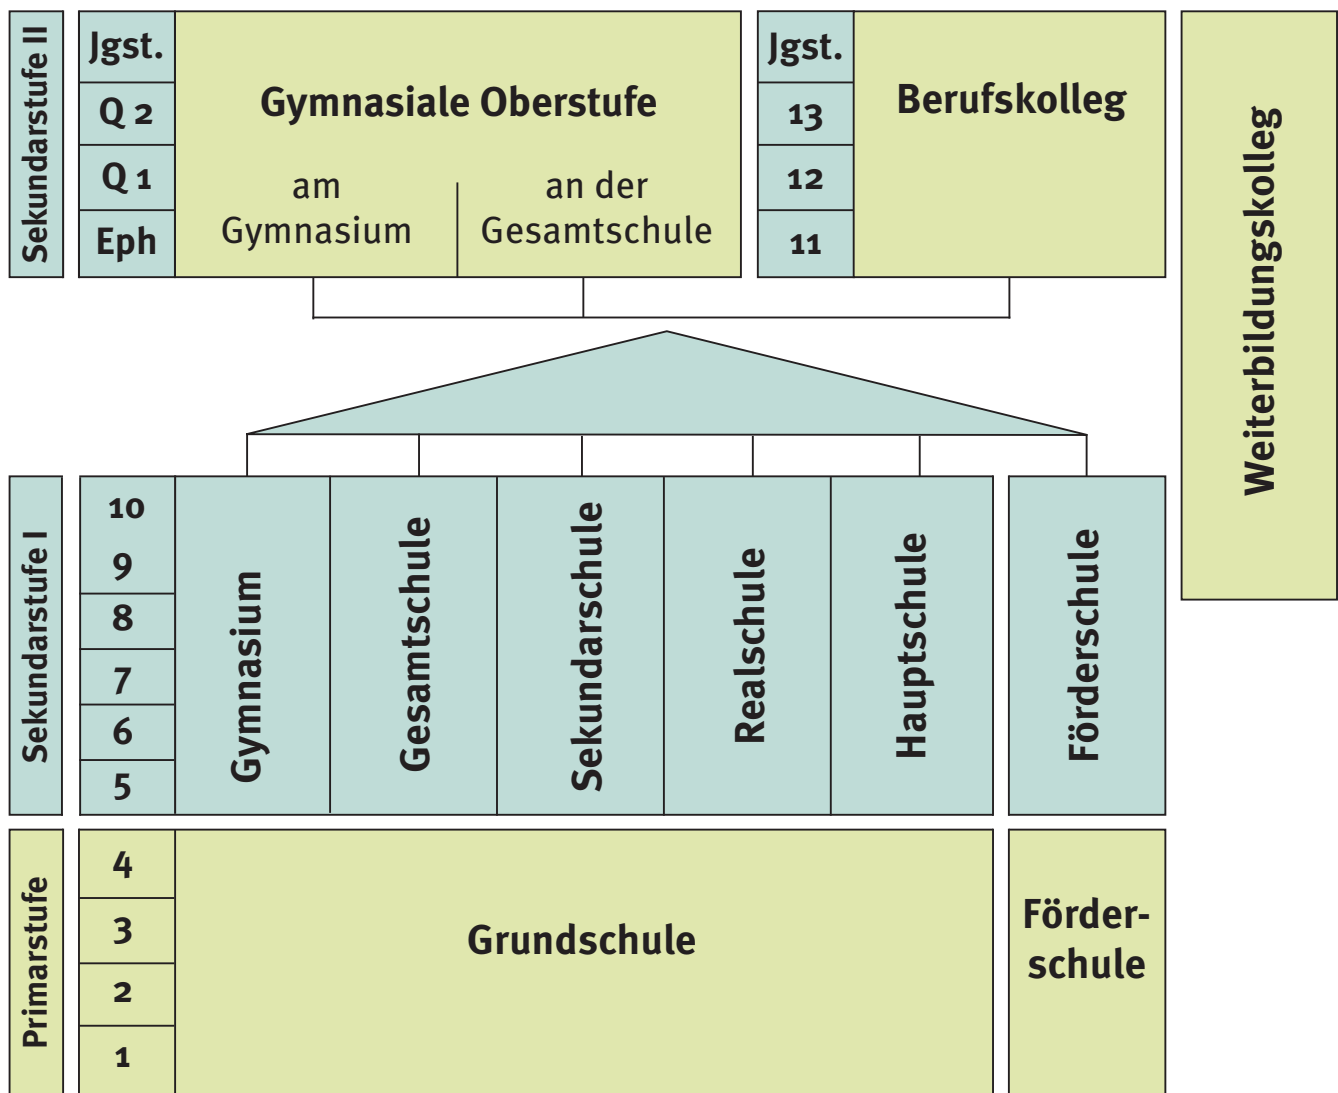 Sekundarstufe II
Jgst.
Q 2
Q 1
Eph
Gymnasiale Oberstufe
am
Gymnasium
an der
Gesamtschule
Jgst.
13
12
11
Berufskolleg
Weiterbildungskolleg
Sekundarstufe I
10
9
8
7
6
5
Gymnasium
Gesamtschule
Sekundarschule
Realschule
Hauptschule
Förderschule
Primarstufe
4
3
2
1
Grundschule
Förder-
schule